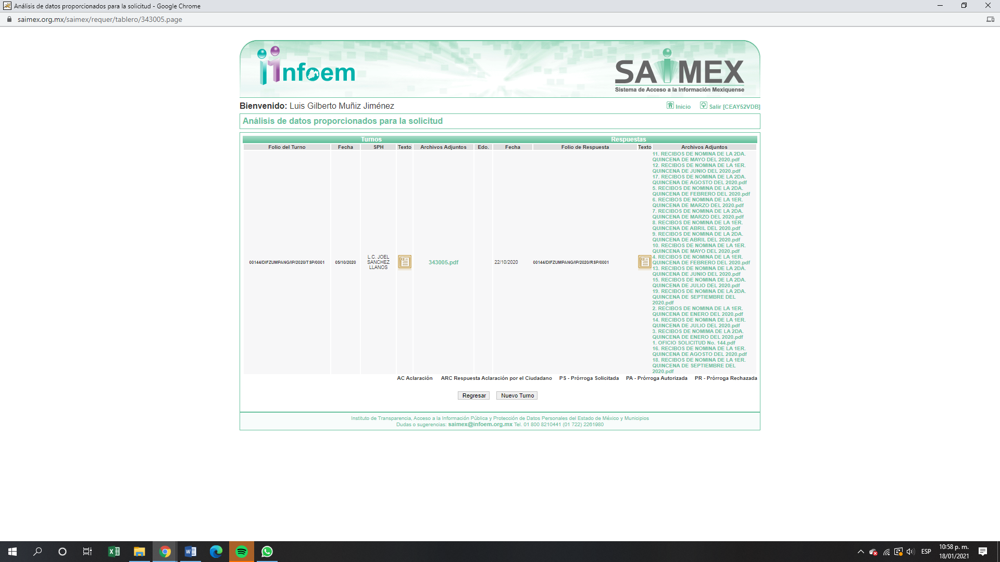 Análisis de datos proporcionados para la solicitud - Google Chrome
saimex.org.mx/saimex/requer/tablero/343005.page
infoem
SAIMEX
Sistema de Acceso a la Información Mexiquense
Bienvenido: Luis Gilberto Muñiz Jiménez
Inicio
Salir [CEAY52VDB]
Análisis de datos proporcionados para la solicitud
Turnos
Respuestas
Folio del Turno
Fecha
SPH
Texto
Archivos Adjuntos
Edo.
Fecha
Folio de Respuesta
Texto
Archivos Adjuntos
00144/DIFZUMPANG/IP/2020/TSP/0001
05/10/2020
L.C. JOEL
SANCHEZ
LLANOS
343005.pdf
22/10/2020
00144/DIFZUMPANG/IP/2020/RSP/0001
11. RECIBOS DE NOMINA DE LA 2DA.
QUINCENA DE MAYO DEL 2020.pdf
12. RECIBOS DE NOMINA DE LA 1ER.
QUINCENA DE JUNIO DEL 2020.pdf
17. RECIBOS DE NOMINA DE LA 2DA.
QUINCENA DE AGOSTO DEL 2020.pdf
5. RECIBOS DE NOMINA DE LA 2DA.
QUINCENA DE FEBRERO DEL 2020.pdf
6. RECIBOS DE NOMINA DE LA 1ER.
QUINCENA DE MARZO DEL 2020.pdf
7. RECIBOS DE NOMINA DE LA 2DA.
QUINCENA DE MARZO DEL 2020.pdf
8. RECIBOS DE NOMINA DE LA 1ER.
QUINCENA DE ABRIL DEL 2020.pdf
9. RECIBOS DE NOMINA DE LA 2DA.
QUINCENA DE ABRIL DEL 2020.pdf
10. RECIBOS DE NOMINA DE LA 1ER.
QUINCENA DE MAYO DEL 2020.pdf
4. RECIBOS DE NOMINA DE LA 1ER.
QUINCENA DE FEBRERO DEL 2020.pdf
13. RECIBOS DE NOMINA DE LA 2DA.
QUINCENA DE JUNIO DEL 2020.pdf
15. RECIBOS DE NOMINA DE LA 2DA.
QUINCENA DE JULIO DEL 2020.pdf
19. RECIBOS DE NOMINA DE LA 2DA.
QUINCENA DE SEPTIEMBRE DEL
2020.pdf
2. RECIBOS DE NOMINA DE LA 1ER.
QUINCENA DE ENERO DEL 2020.pdf
14. RECIBOS DE NOMINA DE LA 1ER.
QUINCENA DE JULIO DEL 2020.pdf
3. RECIBOS DE NOMIMA DE LA 2DA.
QUINCENA DE ENERO DEL 2020.pdf
1. OFICIO SOLICITUD No. 144.pdf
16. RECIBOS DE NOMINA DE LA 1ER.
QUINCENA DE AGOSTO DEL 2020.pdf
18. RECIBOS DE NOMINA DE LA 1ER.
QUINCENA DE SEPTIEMBRE DEL
2020.pdf
AC Aclaración ARC Respuesta Aclaración por el Ciudadano PS - Prórroga Solicitada PA - Prórroga Autorizada PR - Prórroga Rechazada
Regresar
Nuevo Turno
Instituto de Transparencia, Acceso a la Información Pública y Protección de Datos Personales del Estado de México y Municipios
Dudas o sugerencias: saimex@infoem.org.mx Tel. 01 800 8210441 (01 722) 2261980
ESP
10:58 p. m.
18/01/2021